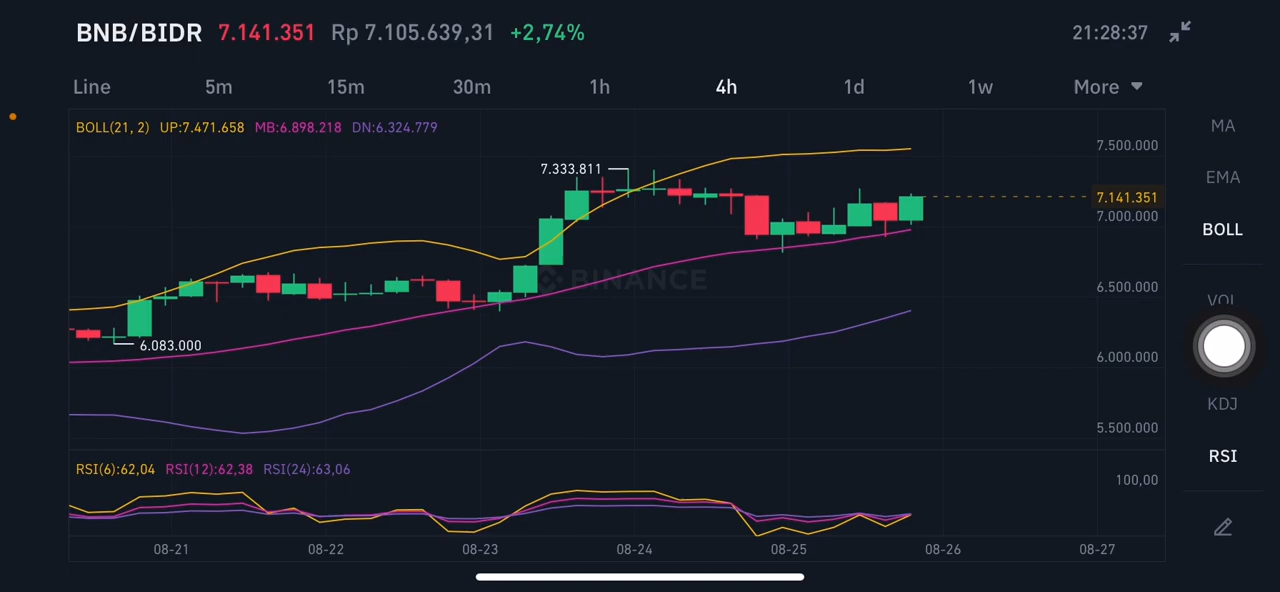 BNB/BIDR 7.141.351 Rp 7.105.639,31 +2,74% 21:28:37
Line 5m 15m 30m 1h 4h 1d 1w More
BOLL(21, 2) UP:7.471.658 MB:6.898.218 DN:6.324.779
MA
7.500.000
7.333.811
EMA
7.141.351
7.000.000
BOLL
BINANCE
6.500.000
VOL
6.083.000
6.000.000
KDJ
5.500.000
RSI
RSI(6):62,04 RSI(12):62,38 RSI(24):63,06
100,00
08-21 08-22 08-23 08-24 08-25 08-26 08-27